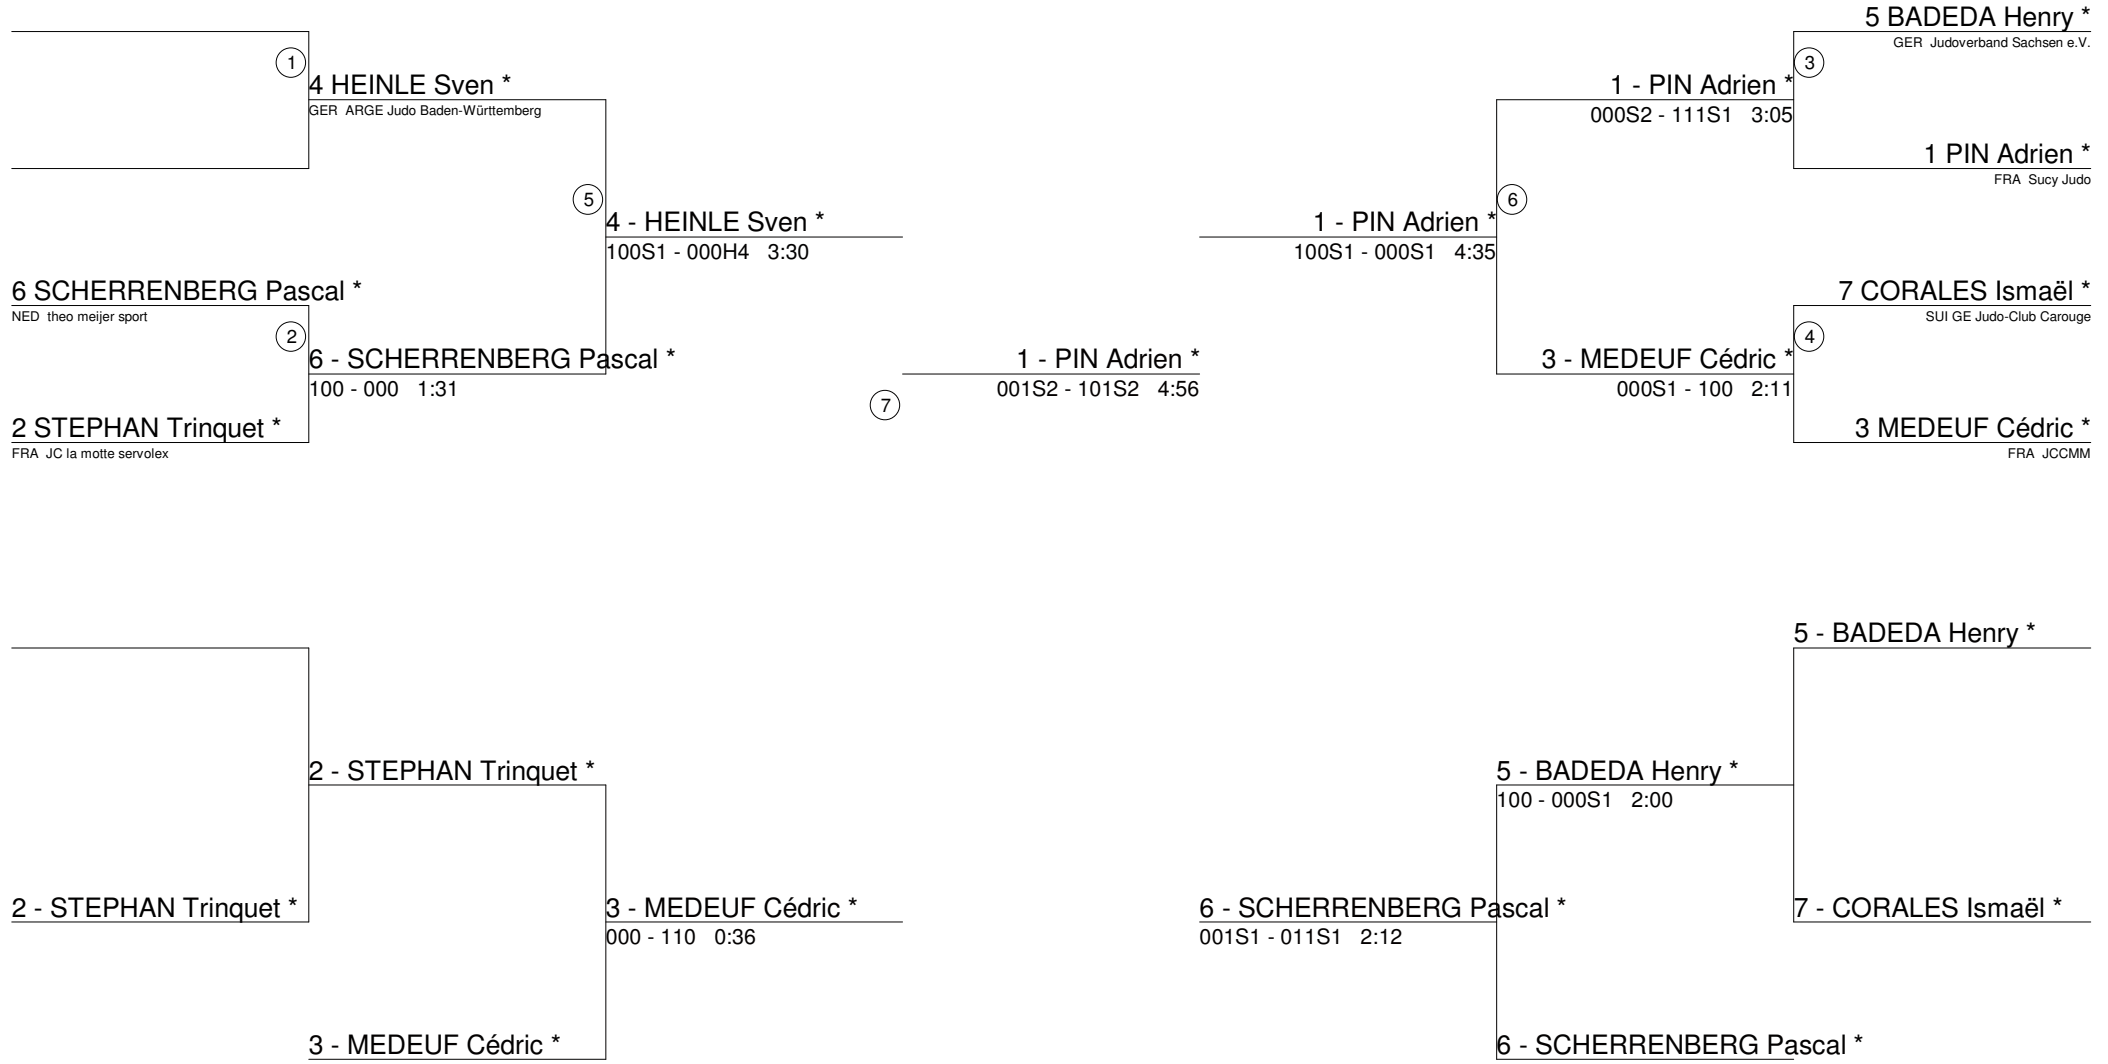 5 BADEDA Henry *
GER Judoverband Sachsen e.V.
1
3
4 HEINLE Sven *
GER ARGE Judo Baden-Württemberg
1 - PIN Adrien *
000S2 - 111S1 3:05
1 PIN Adrien *
FRA Sucy Judo
5
6
4 - HEINLE Sven *
100S1 - 000H4 3:30
1 - PIN Adrien *
100S1 - 000S1 4:35
6 SCHERRENBERG Pascal *
NED theo meijer sport
7 CORALES Ismaël *
SUI GE Judo-Club Carouge
2
4
6 - SCHERRENBERG Pascal *
100 - 000 1:31
1 - PIN Adrien *
001S2 - 101S2 4:56
3 - MEDEUF Cédric *
000S1 - 100 2:11
7
2 STEPHAN Trinquet *
FRA JC la motte servolex
3 MEDEUF Cédric *
FRA JCCMM
5 - BADEDA Henry *
2 - STEPHAN Trinquet *
5 - BADEDA Henry *
100 - 000S1 2:00
2 - STEPHAN Trinquet *
3 - MEDEUF Cédric *
000 - 110 0:36
6 - SCHERRENBERG Pascal *
001S1 - 011S1 2:12
7 - CORALES Ismaël *
3 - MEDEUF Cédric *
6 - SCHERRENBERG Pascal *